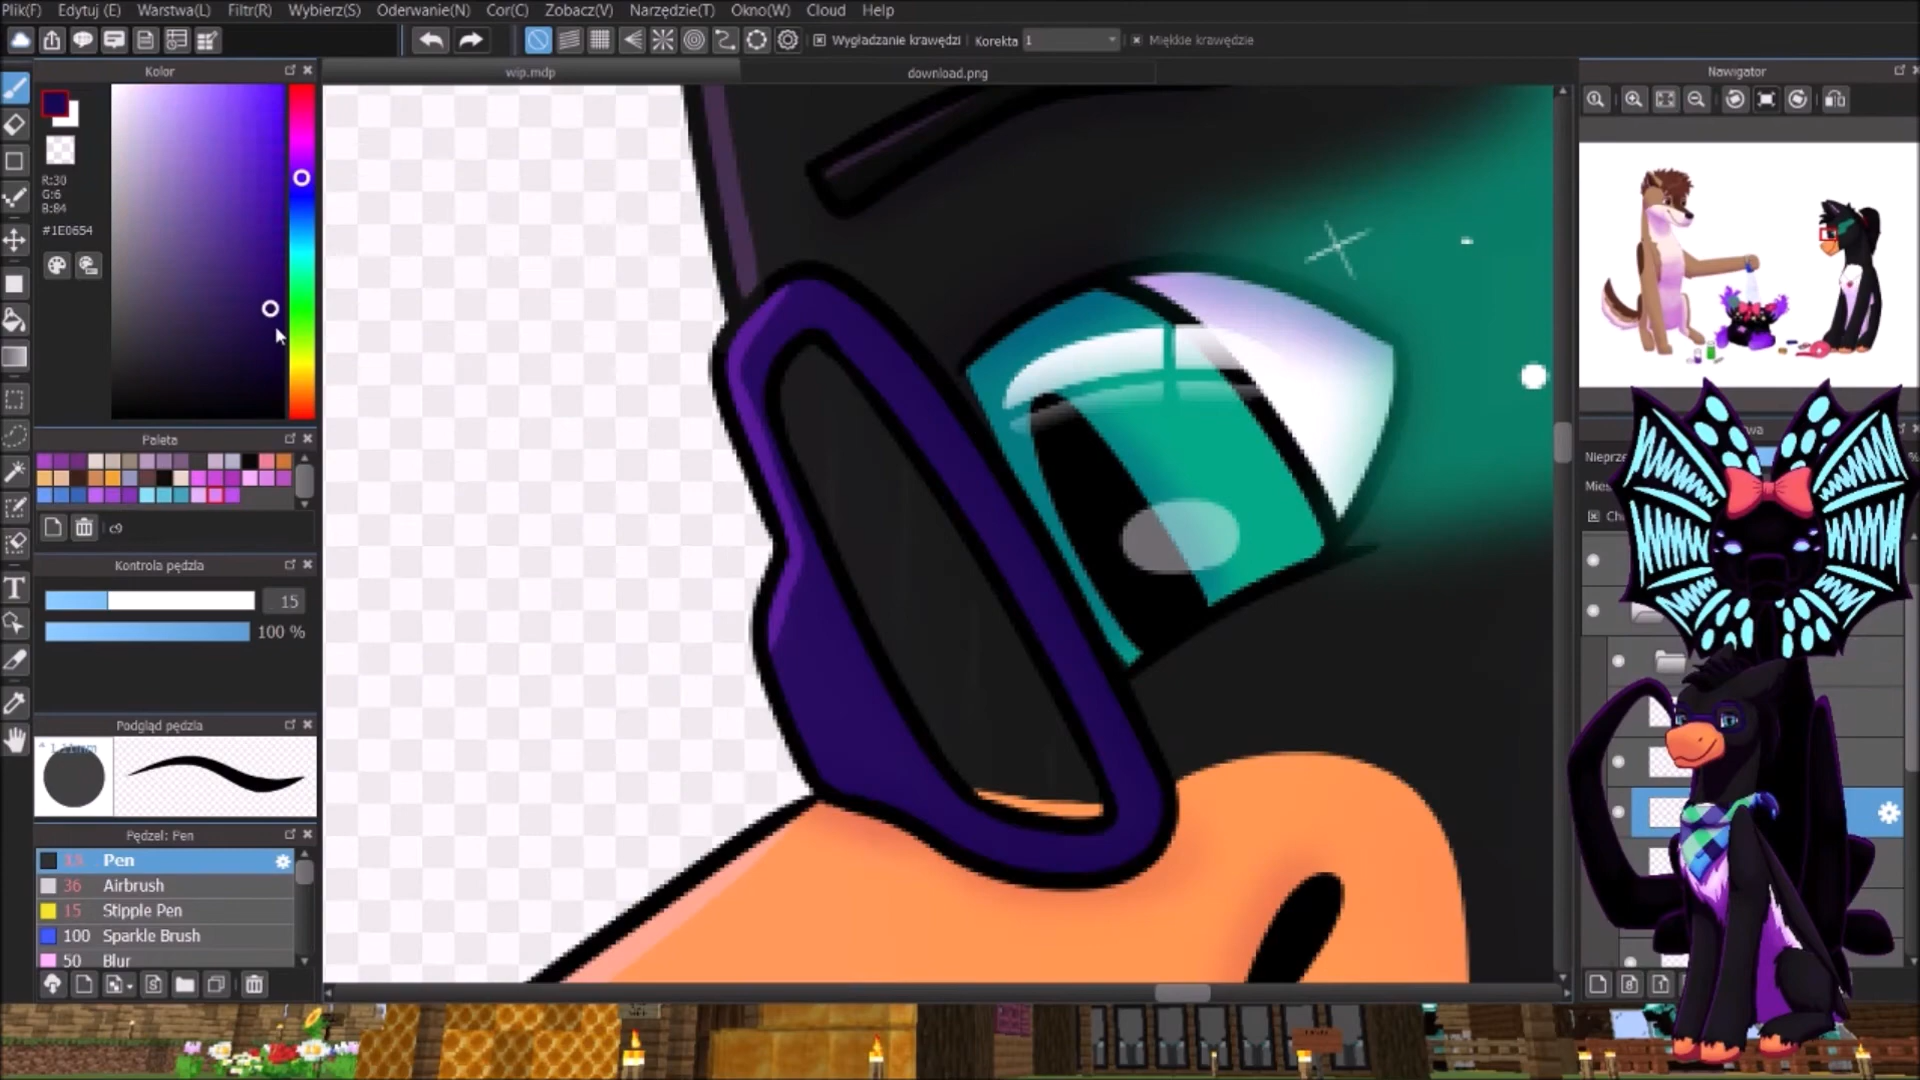 Plik(F) Edytuj (E) Warstwa(L) Filtr(R) Wybierz(S) Oderwanie(V) Cor(C) Zobacz(V) Narzędzie(T) Okno(W) Cloud Help
Wygładzanie krawędzi Korekta 1 Miękkie krawędzie
Kolor
wip.mdp
download.png
Nawigator
R:30
G:6
B:84
#1E0654
Paleta
c9
Kontrola pędzla
15
100 %
Podgląd pędzla
Pędzel: Pen
15 Pen
36 Airbrush
15 Stipple Pen
100 Sparkle Brush
50 Blur